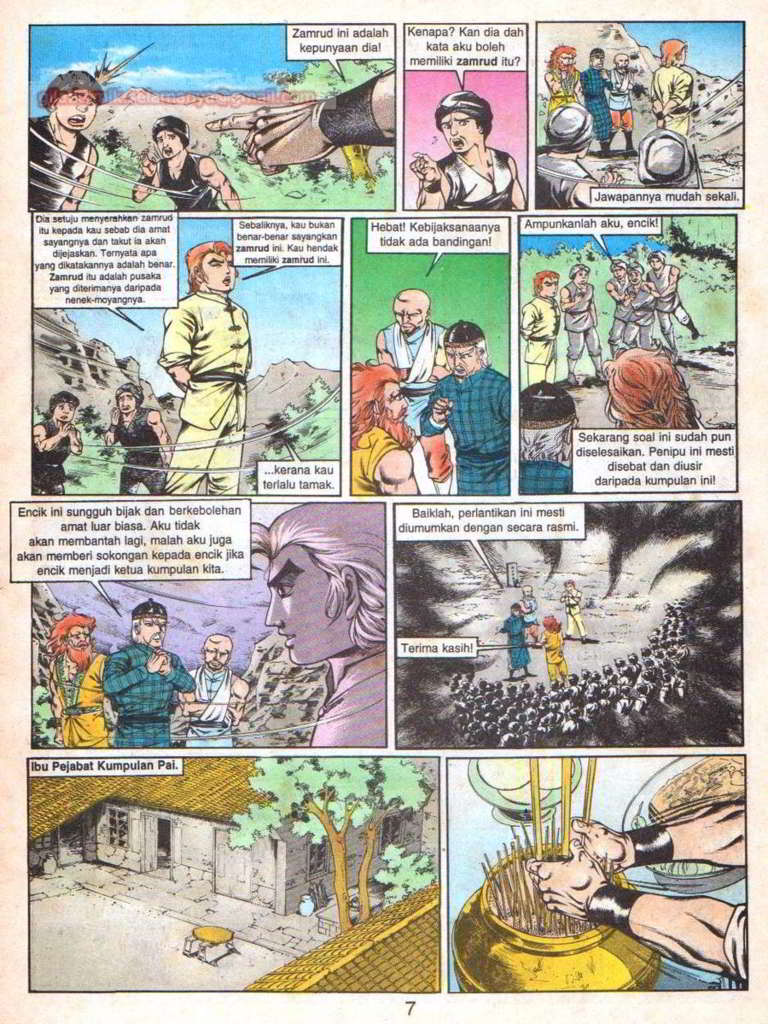 Zamrud ini adalah
kepunyaan dia!
Kenapa? Kan dia dah
kata aku boleh
memiliki zamrud itu?
Jawapannya mudah sekali.
Dia setuju menyerahkan zamrud
itu kepada kau sebab dia amat
sayangnya dan takut ia akan
dijejaskan. Ternyata apa
yang dikatakannya adalah benar.
Zamrud itu adalah pusaka
yang diterimanya daripada
nenek-moyangnya.
Sebaliknya, kau bukan
benar-benar sayangkan
zamrud ini. Kau hendak
memiliki zamrud ini.
...kerana kau
terlalu tamak.
Hebat! Kebijaksanaanya
tidak ada bandingan!
Ampunkanlah aku, encik!
Sekarang soal ini sudah pun
diselesaikan. Penipu ini mesti
disebat dan diusir
daripada kumpulan ini!
Encik ini sungguh bijak dan berkebolehan
amat luar biasa. Aku tidak
akan membantah lagi, malah aku juga
akan memberi sokongan kepada encik jika
encik menjadi ketua kumpulan kita.
Baiklah, perlantikan ini mesti
diumumkan dengan secara rasmi.
Terima kasih!
Ibu Pejabat Kumpulan Pai.
7